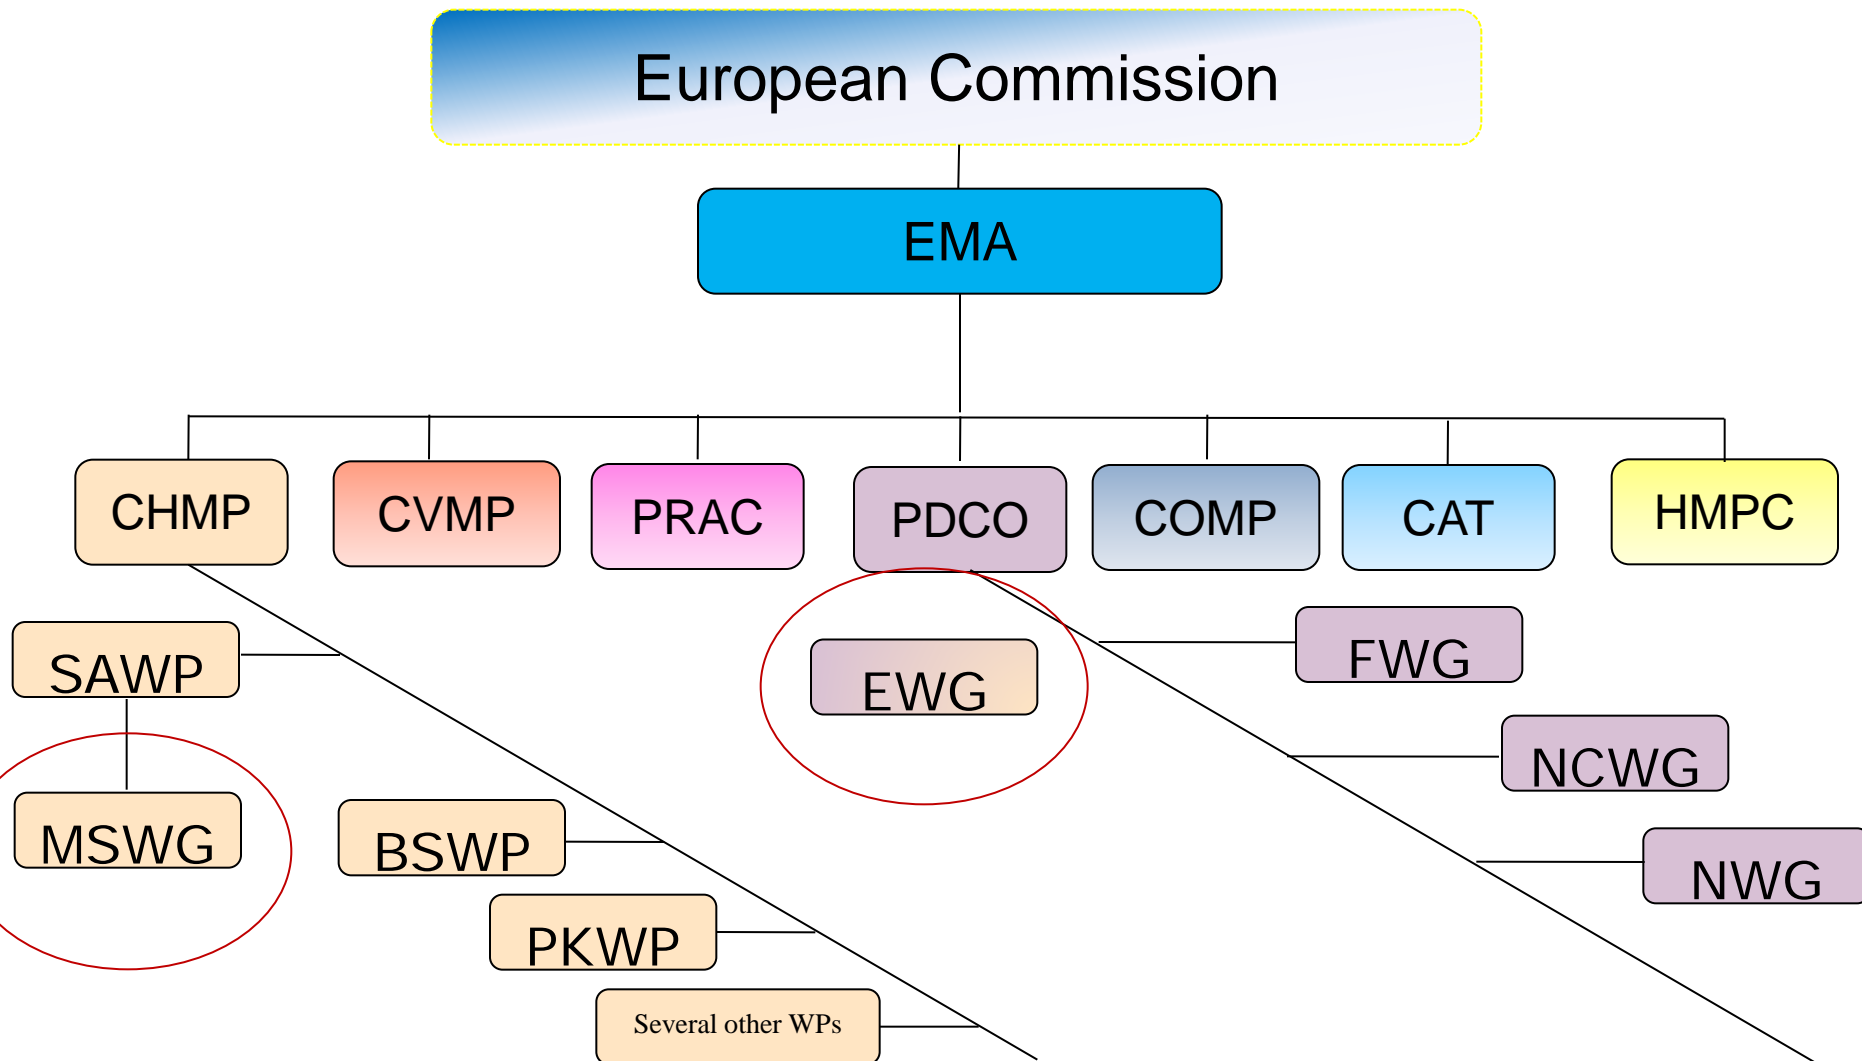 European Commission
EMA
CHMP
CVMP
PRAC
PDCO
COMP
CAT
HMPC
SAWP
EWG
FWG
NCWG
MSWG
BSWP
NWG
PKWP
Several other WPs